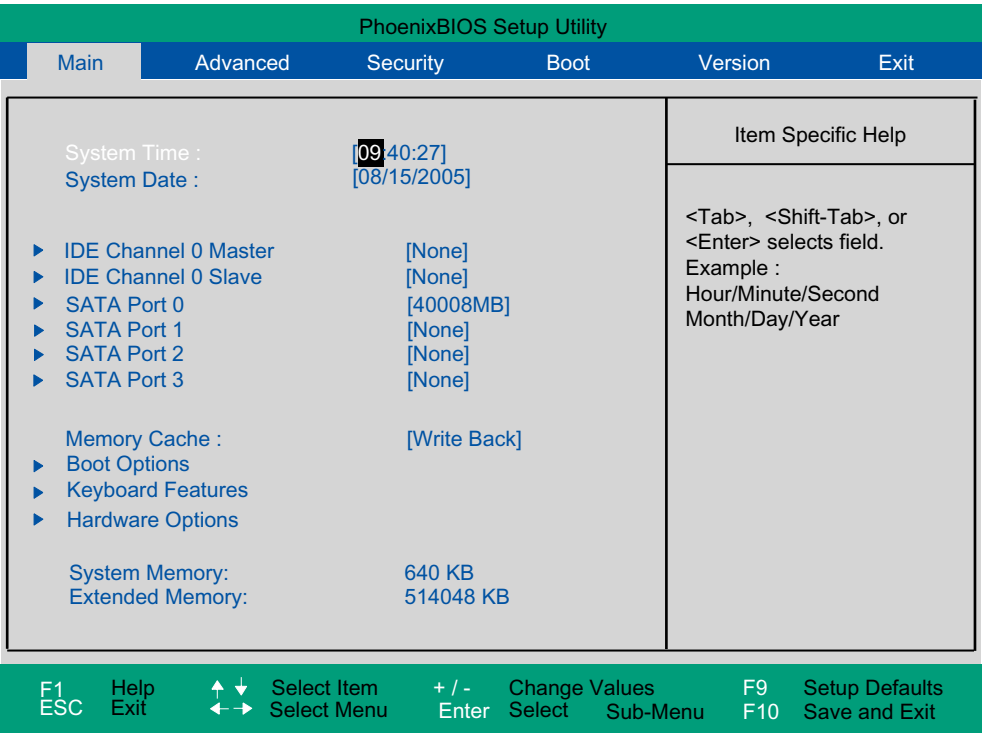 PhoenixBIOS Setup Utility
Main Advanced Security Boot Version Exit
System Time : [09:40:27]
System Date : [08/15/2005]
IDE Channel 0 Master [None]
IDE Channel 0 Slave [None]
SATA Port 0 [40008MB]
SATA Port 1 [None]
SATA Port 2 [None]
SATA Port 3 [None]
Memory Cache : [Write Back]
Boot Options
Keyboard Features
Hardware Options
System Memory: 640 KB
Extended Memory: 514048 KB
Item Specific Help
<Tab>, <Shift-Tab>, or
<Enter> selects field.
Example :
Hour/Minute/Second
Month/Day/Year
F1 Help Select Item + / - Change Values F9 Setup Defaults
ESC Exit Select Menu Enter Select Sub-Menu F10 Save and Exit